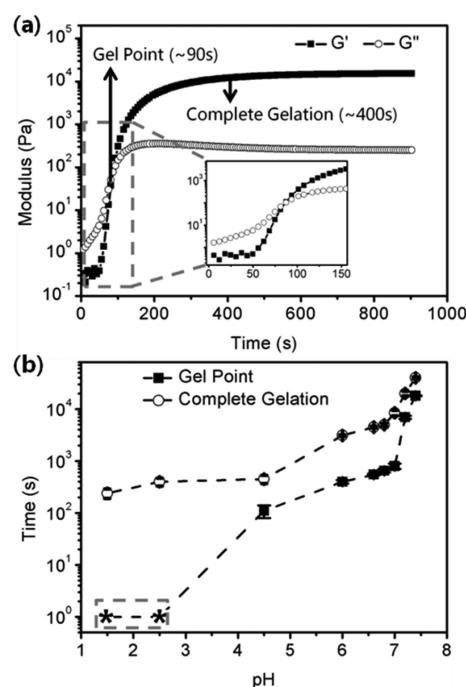 (a)
G' G"
Gel Point (~90s)
Complete Gelation (~400s)
Modulus (Pa)
10⁵
10⁴
10³
10²
10¹
10⁰
10⁻¹
10³
10¹
0 50 100 150
0 200 400 600 800 1000
Time (s)
(b)
Gel Point
Complete Gelation
Time (s)
10⁴
10³
10²
10¹
10⁰
* *
1 2 3 4 5 6 7 8
pH